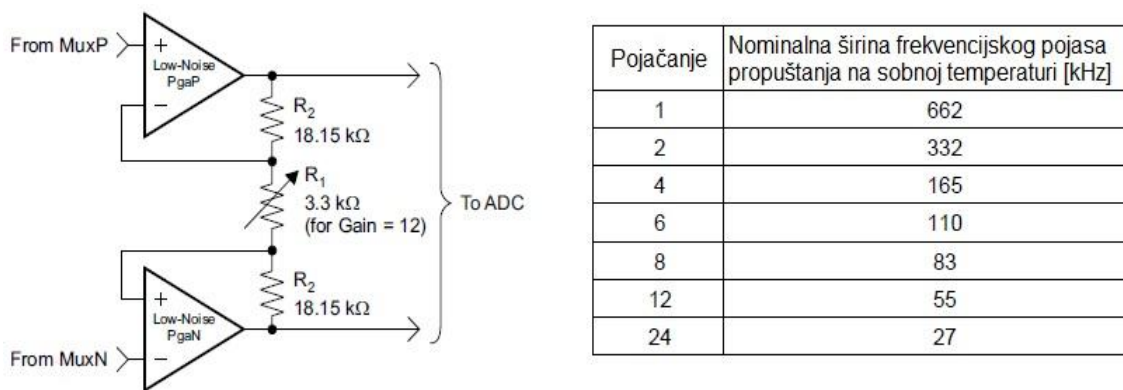 From MuxP
+
Low-Noise
PgaP
−
R2
18.15 kΩ
R1
3.3 kΩ
(for Gain = 12)
To ADC
R2
18.15 kΩ
+
Low-Noise
PgaN
−
From MuxN
Pojačanje
Nominalna širina frekvencijskog pojasa
propuštanja na sobnoj temperaturi [kHz]
1 662
2 332
4 165
6 110
8 83
12 55
24 27